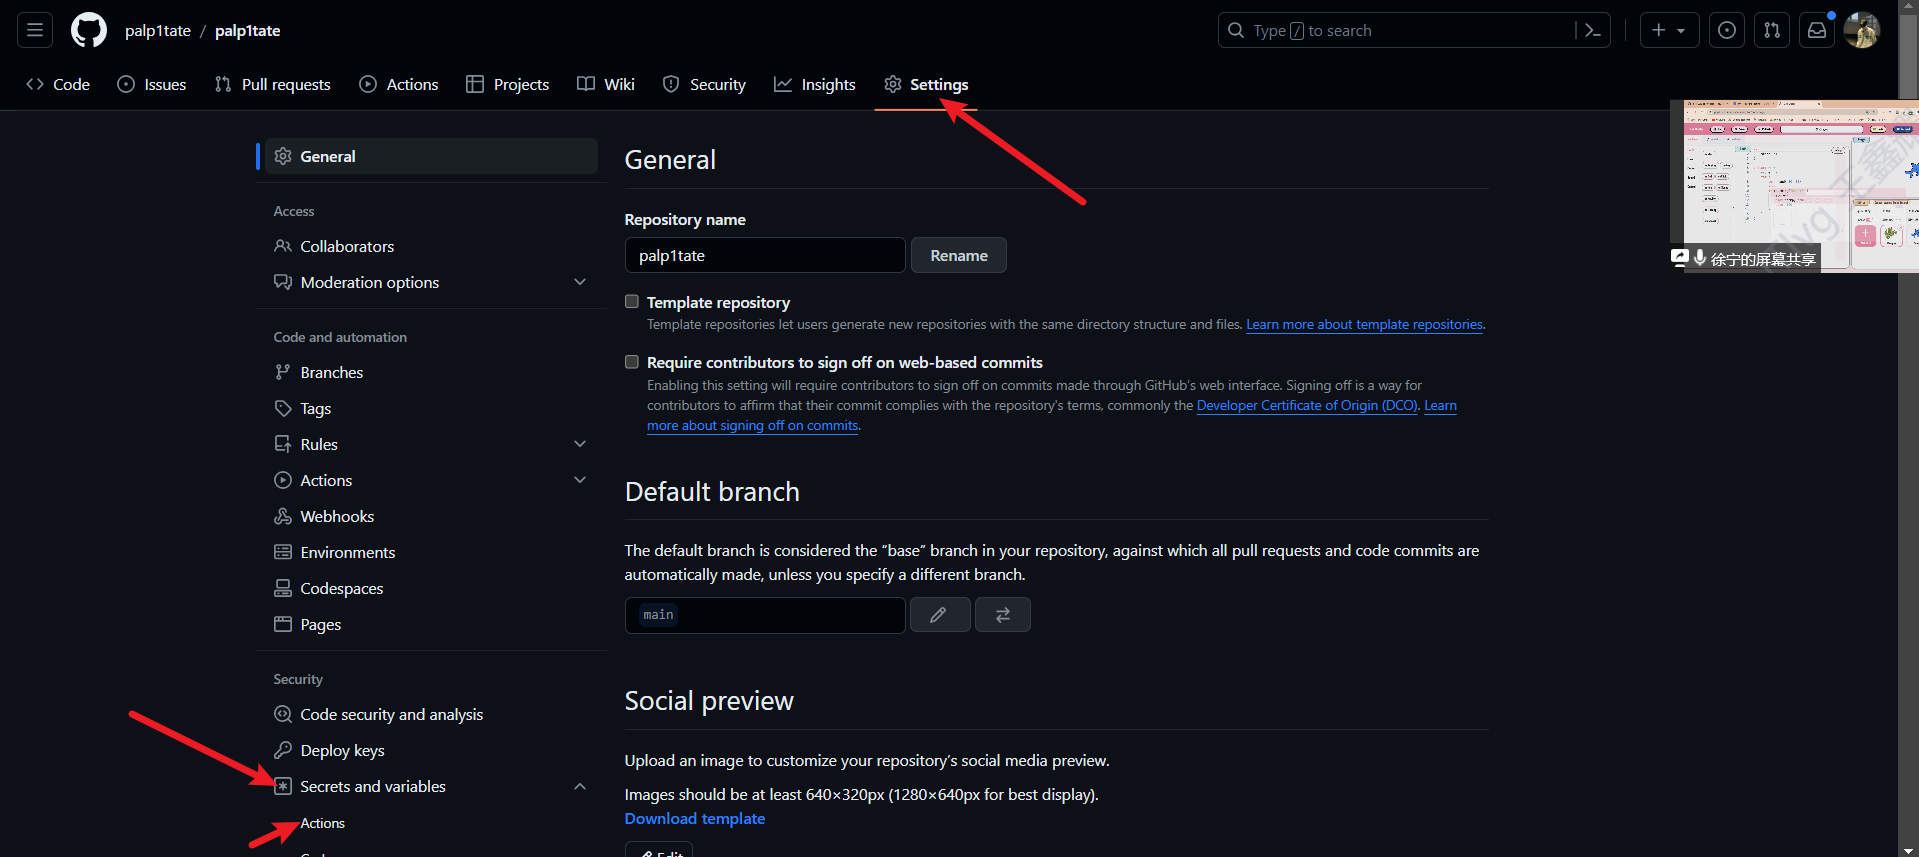 palp1tate / palp1tate
Type / to search
Code
Issues
Pull requests
Actions
Projects
Wiki
Security
Insights
Settings
General
Access
Collaborators
Moderation options
Code and automation
Branches
Tags
Rules
Actions
Webhooks
Environments
Codespaces
Pages
Security
Code security and analysis
Deploy keys
Secrets and variables
Actions
General
Repository name
palp1tate
Rename
Template repository
Template repositories let users generate new repositories with the same directory structure and files. Learn more about template repositories.
Require contributors to sign off on web-based commits
Enabling this setting will require contributors to sign off on commits made through GitHub's web interface. Signing off is a way for
contributors to affirm that their commit complies with the repository's terms, commonly the Developer Certificate of Origin (DCO). Learn
more about signing off on commits.
Default branch
The default branch is considered the “base” branch in your repository, against which all pull requests and code commits are
automatically made, unless you specify a different branch.
main
Social preview
Upload an image to customize your repository's social media preview.
Images should be at least 640×320px (1280×640px for best display).
Download template
Edit
徐宁的屏幕共享